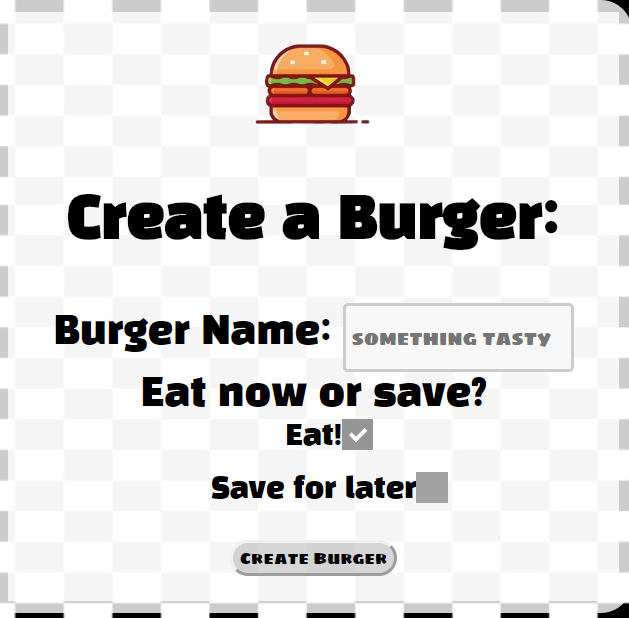 Create a Burger:
Burger Name: SOMETHING TASTY
Eat now or save?
Eat!
Save for later
Create Burger